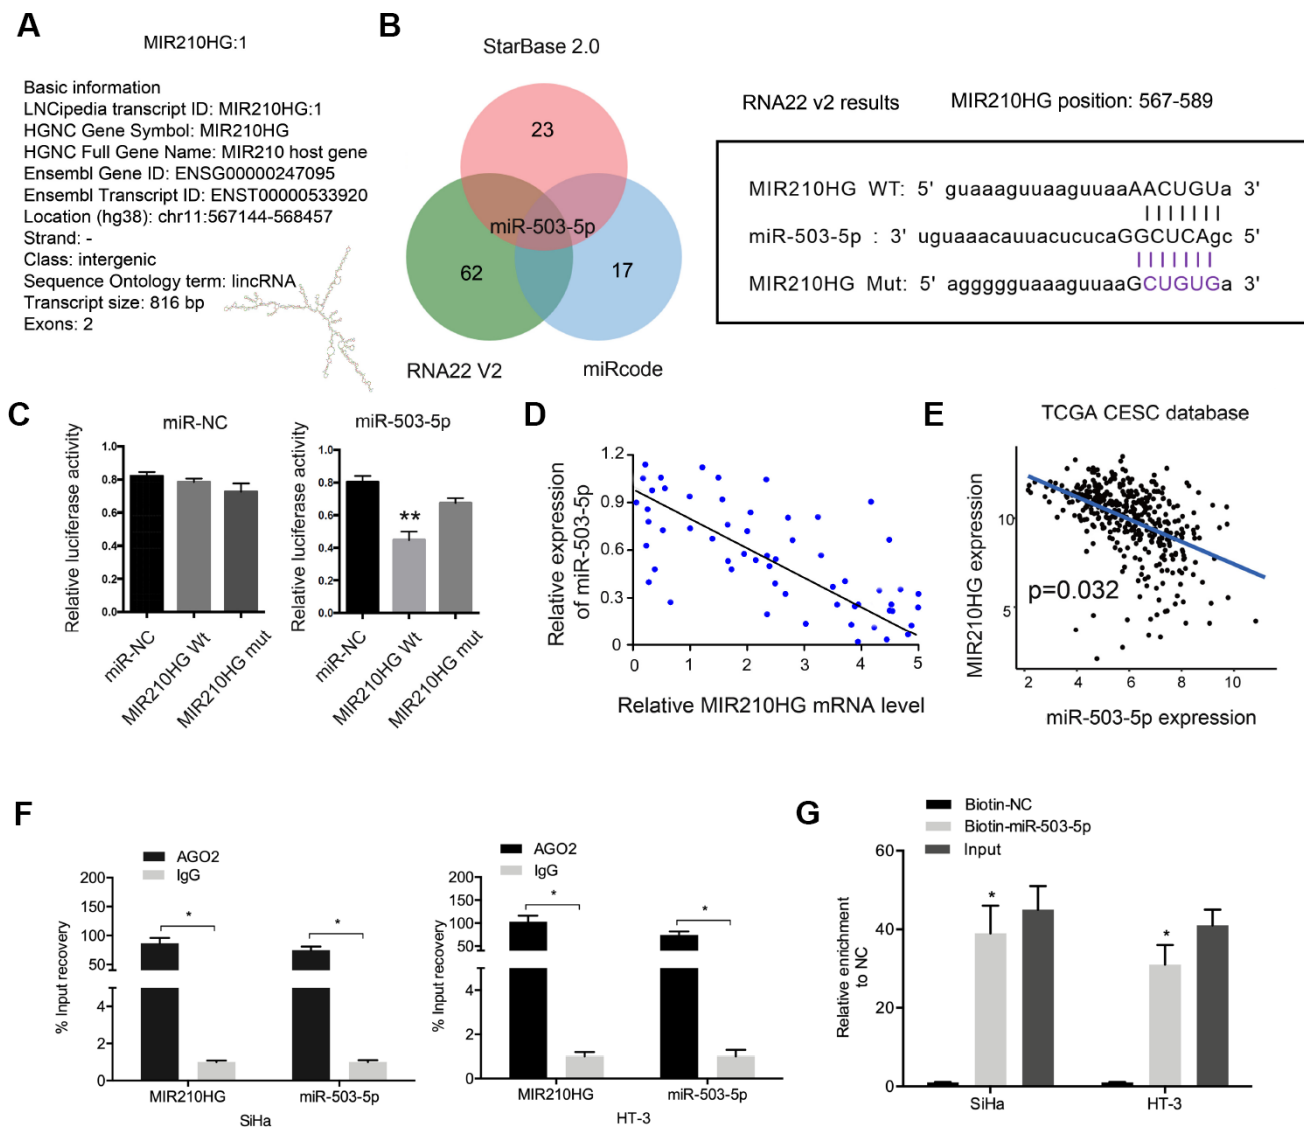 A
MIR210HG:1
Basic information
LNCipedia transcript ID: MIR210HG:1
HGNC Gene Symbol: MIR210HG
HGNC Full Gene Name: MIR210 host gene
Ensembl Gene ID: ENSG00000247095
Ensembl Transcript ID: ENST00000533920
Location (hg38): chr11:567144-568457
Strand: -
Class: intergenic
Sequence Ontology term: lincRNA
Transcript size: 816 bp
Exons: 2
B
StarBase 2.0
23
miR-503-5p
62
17
RNA22 V2
miRcode
RNA22 v2 results MIR210HG position: 567-589
MIR210HG WT: 5' guaaaguuaaguuaaAACUGUa 3'
miR-503-5p : 3' uguaaacauuacucucaGGCUCAgc 5'
MIR210HG Mut: 5' aggggguaaaguuaaGCUGUGa 3'
C
miR-NC
Relative luciferase activity
1.0
0.8
0.6
0.4
0.2
0.0
miR-NC
MIR210HG Wt
MIR210HG mut
miR-503-5p
Relative luciferase activity
1.0
0.8
0.6
0.4
0.2
0.0
**
miR-NC
MIR210HG Wt
MIR210HG mut
D
Relative expression
of miR-503-5p
1.2
0.9
0.6
0.3
0
0 1 2 3 4 5
Relative MIR210HG mRNA level
E
TCGA CESC database
MIR210HG expression
10
5
p=0.032
2 4 6 8 10
miR-503-5p expression
F
AGO2
IgG
% Input recovery
200
150
100
50
4
2
0
*
*
MIR210HG miR-503-5p
SiHa
AGO2
IgG
% Input recovery
200
150
100
50
4
2
0
*
*
MIR210HG miR-503-5p
HT-3
G
Biotin-NC
Biotin-miR-503-5p
Input
Relative enrichment
to NC
60
40
20
0
*
*
SiHa HT-3